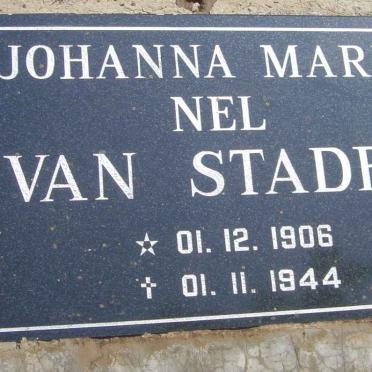 JOHANNA MAR
NEL
VAN STADE
☆ 01. 12. 1906
✝ 01. 11. 1944